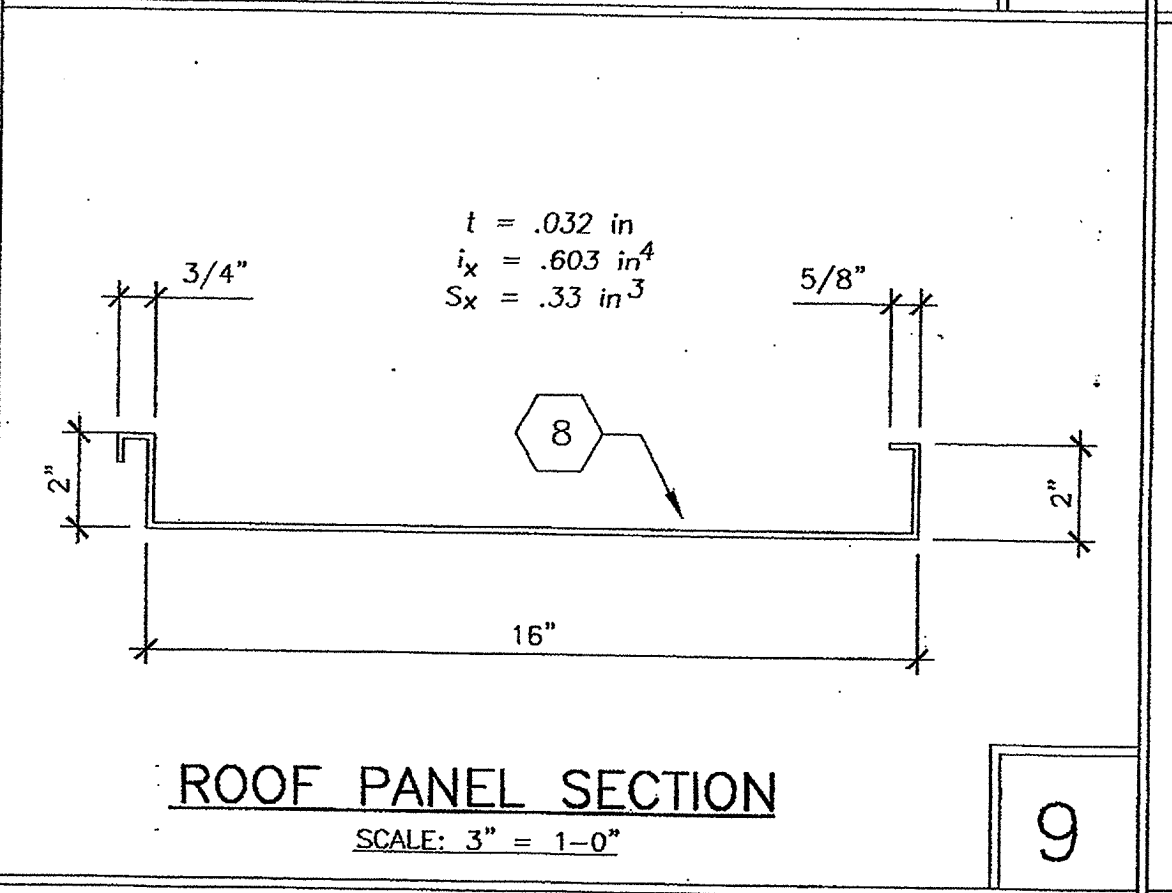 t = .032 in
ix = .603 in4
Sx = .33 in3
3/4"
5/8"
8
2"
2"
16"
ROOF PANEL SECTION
SCALE: 3" = 1-0"
9